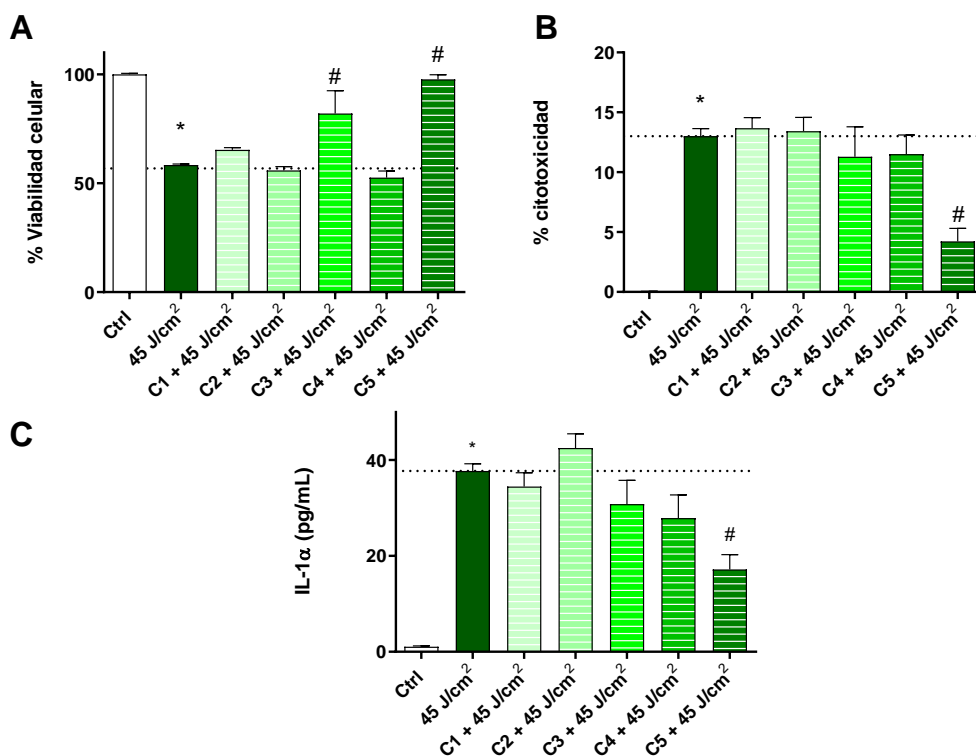 A
% Viabilidad celular
100
50
0
*
#
#
Ctrl
45 J/cm²
C1 + 45 J/cm²
C2 + 45 J/cm²
C3 + 45 J/cm²
C4 + 45 J/cm²
C5 + 45 J/cm²
B
% citotoxicidad
20
15
10
5
0
*
#
Ctrl
45 J/cm²
C1 + 45 J/cm²
C2 + 45 J/cm²
C3 + 45 J/cm²
C4 + 45 J/cm²
C5 + 45 J/cm²
C
IL-1α (pg/mL)
40
20
0
*
#
Ctrl
45 J/cm²
C1 + 45 J/cm²
C2 + 45 J/cm²
C3 + 45 J/cm²
C4 + 45 J/cm²
C5 + 45 J/cm²